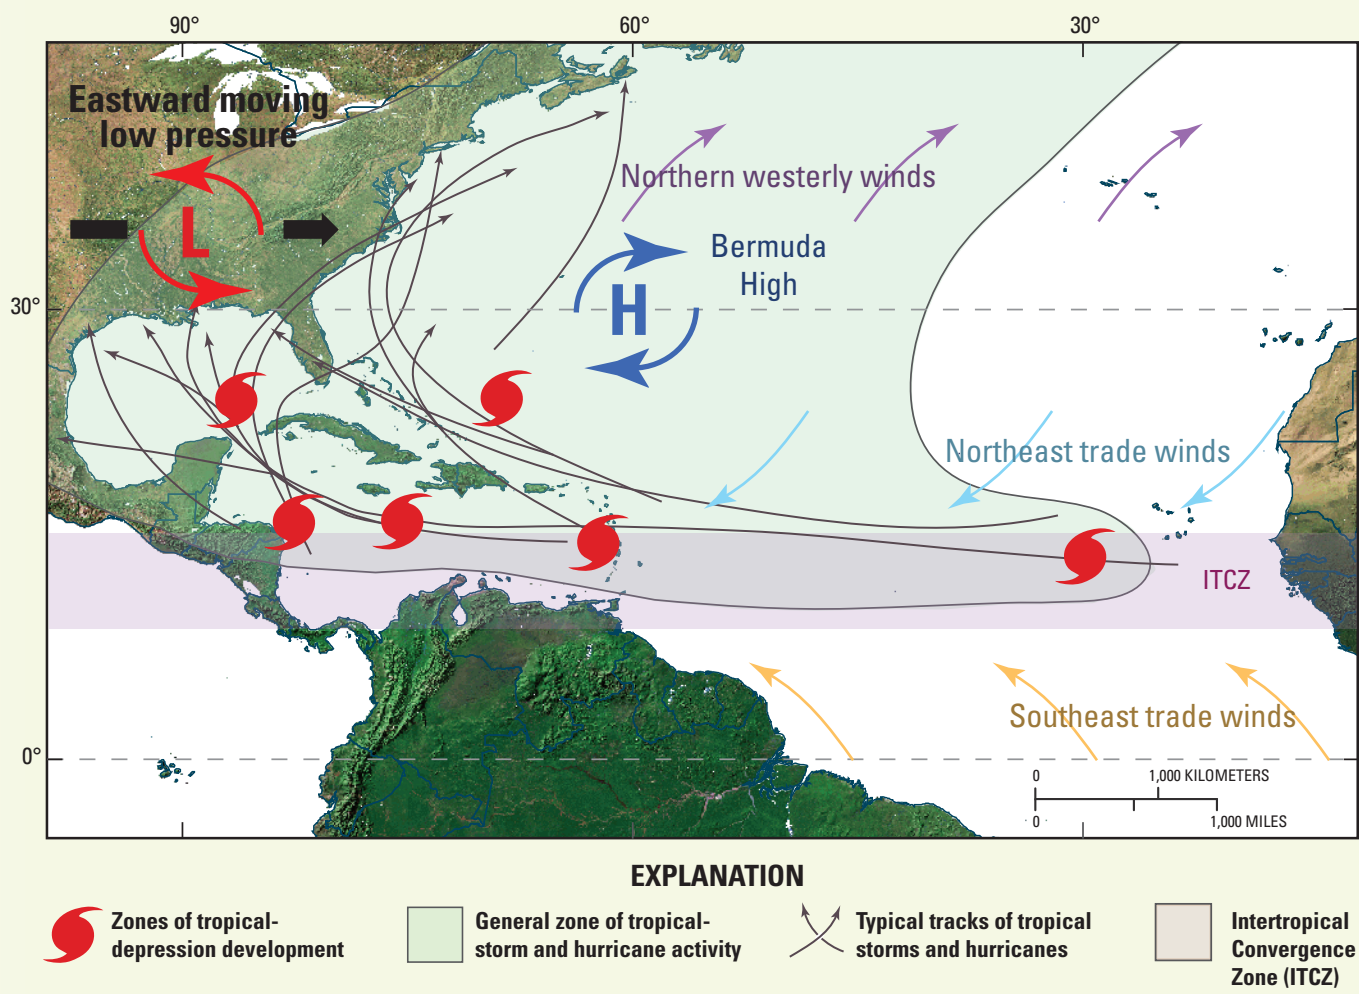 90°
60°
30°
Eastward moving
low pressure
L
Northern westerly winds
Bermuda
High
H
30°
Northeast trade winds
ITCZ
Southeast trade winds
0°
0
1,000 KILOMETERS
0
1,000 MILES
EXPLANATION
Zones of tropical-
depression development
General zone of tropical-
storm and hurricane activity
Typical tracks of tropical
storms and hurricanes
Intertropical
Convergence
Zone (ITCZ)